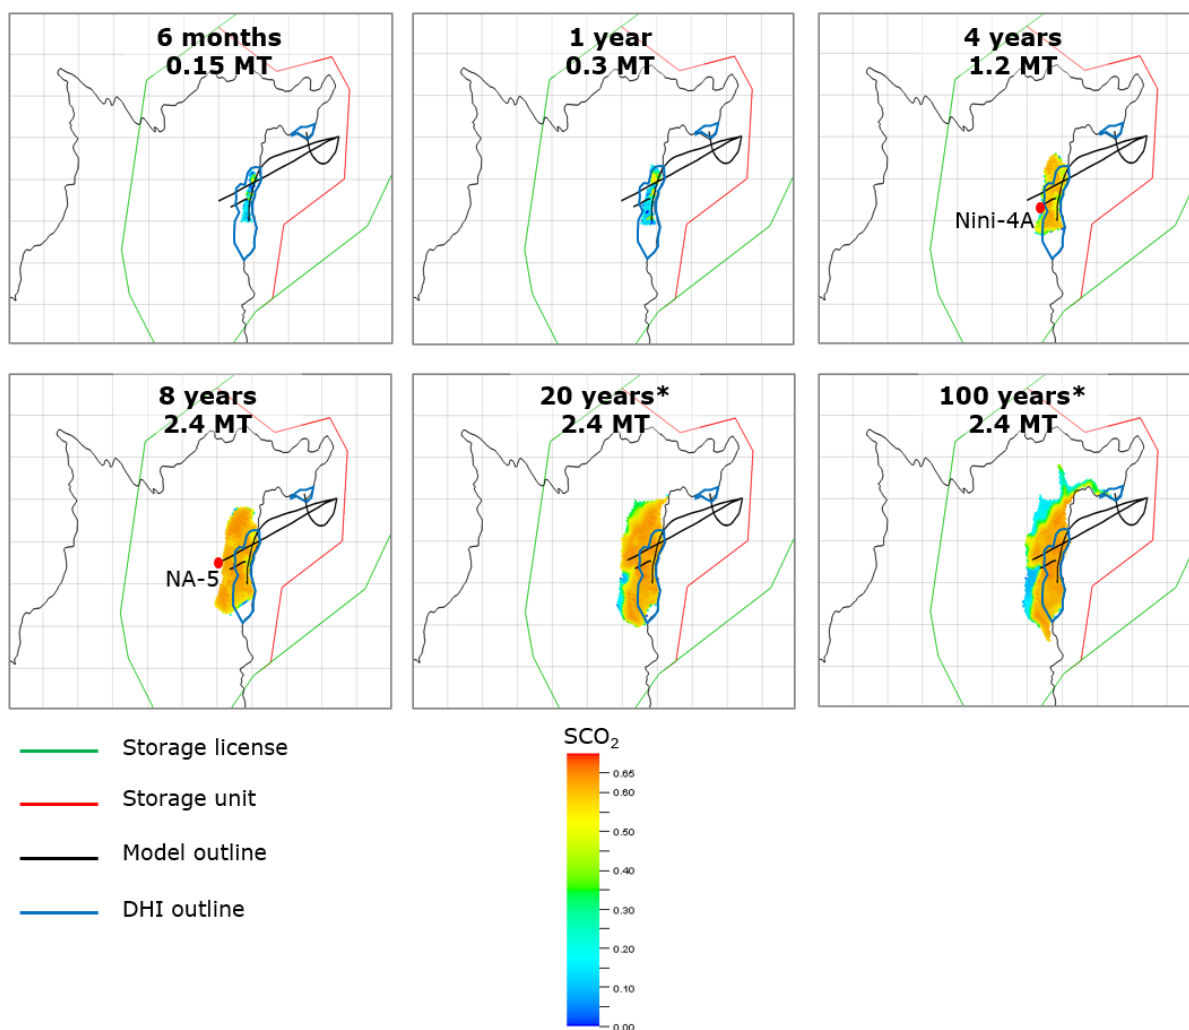 6 months
0.15 MT
1 year
0.3 MT
4 years
1.2 MT
Nini-4A
8 years
2.4 MT
NA-5
20 years*
2.4 MT
100 years*
2.4 MT
Storage license
Storage unit
Model outline
DHI outline
SCO₂
0.65
0.60
0.50
0.40
0.30
0.20
0.10
0.00